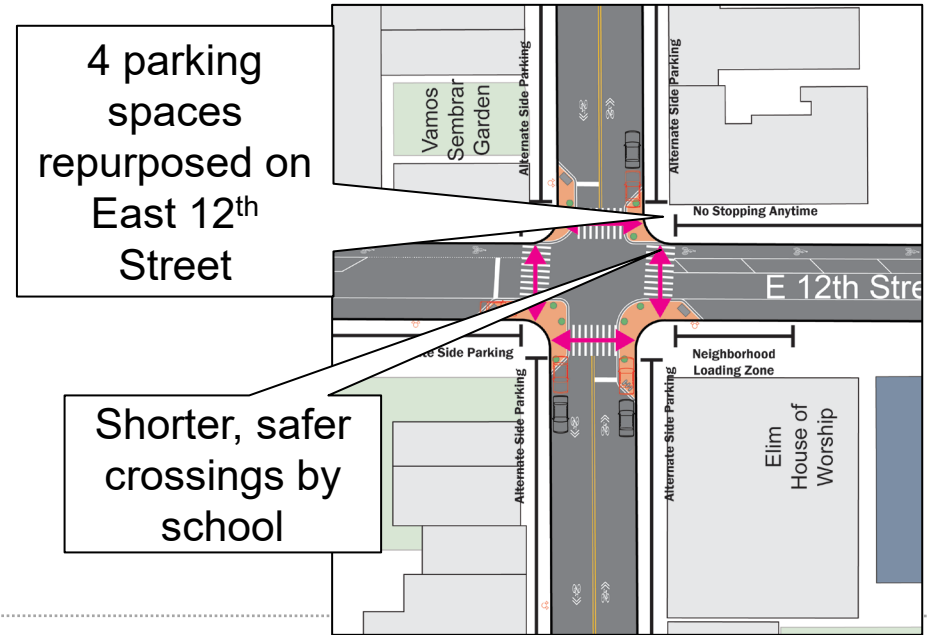 4 parking
spaces
repurposed on
East 12th
Street
Shorter, safer
crossings by
school
Vamos
Sembrar
Garden
Alternate Side Parking
Alternate Side Parking
No Stopping Anytime
E 12th Stre
te Side Parking
Neighborhood
Loading Zone
Alternate Side Parking
Alternate Side Parking
Elim
House of
Worship